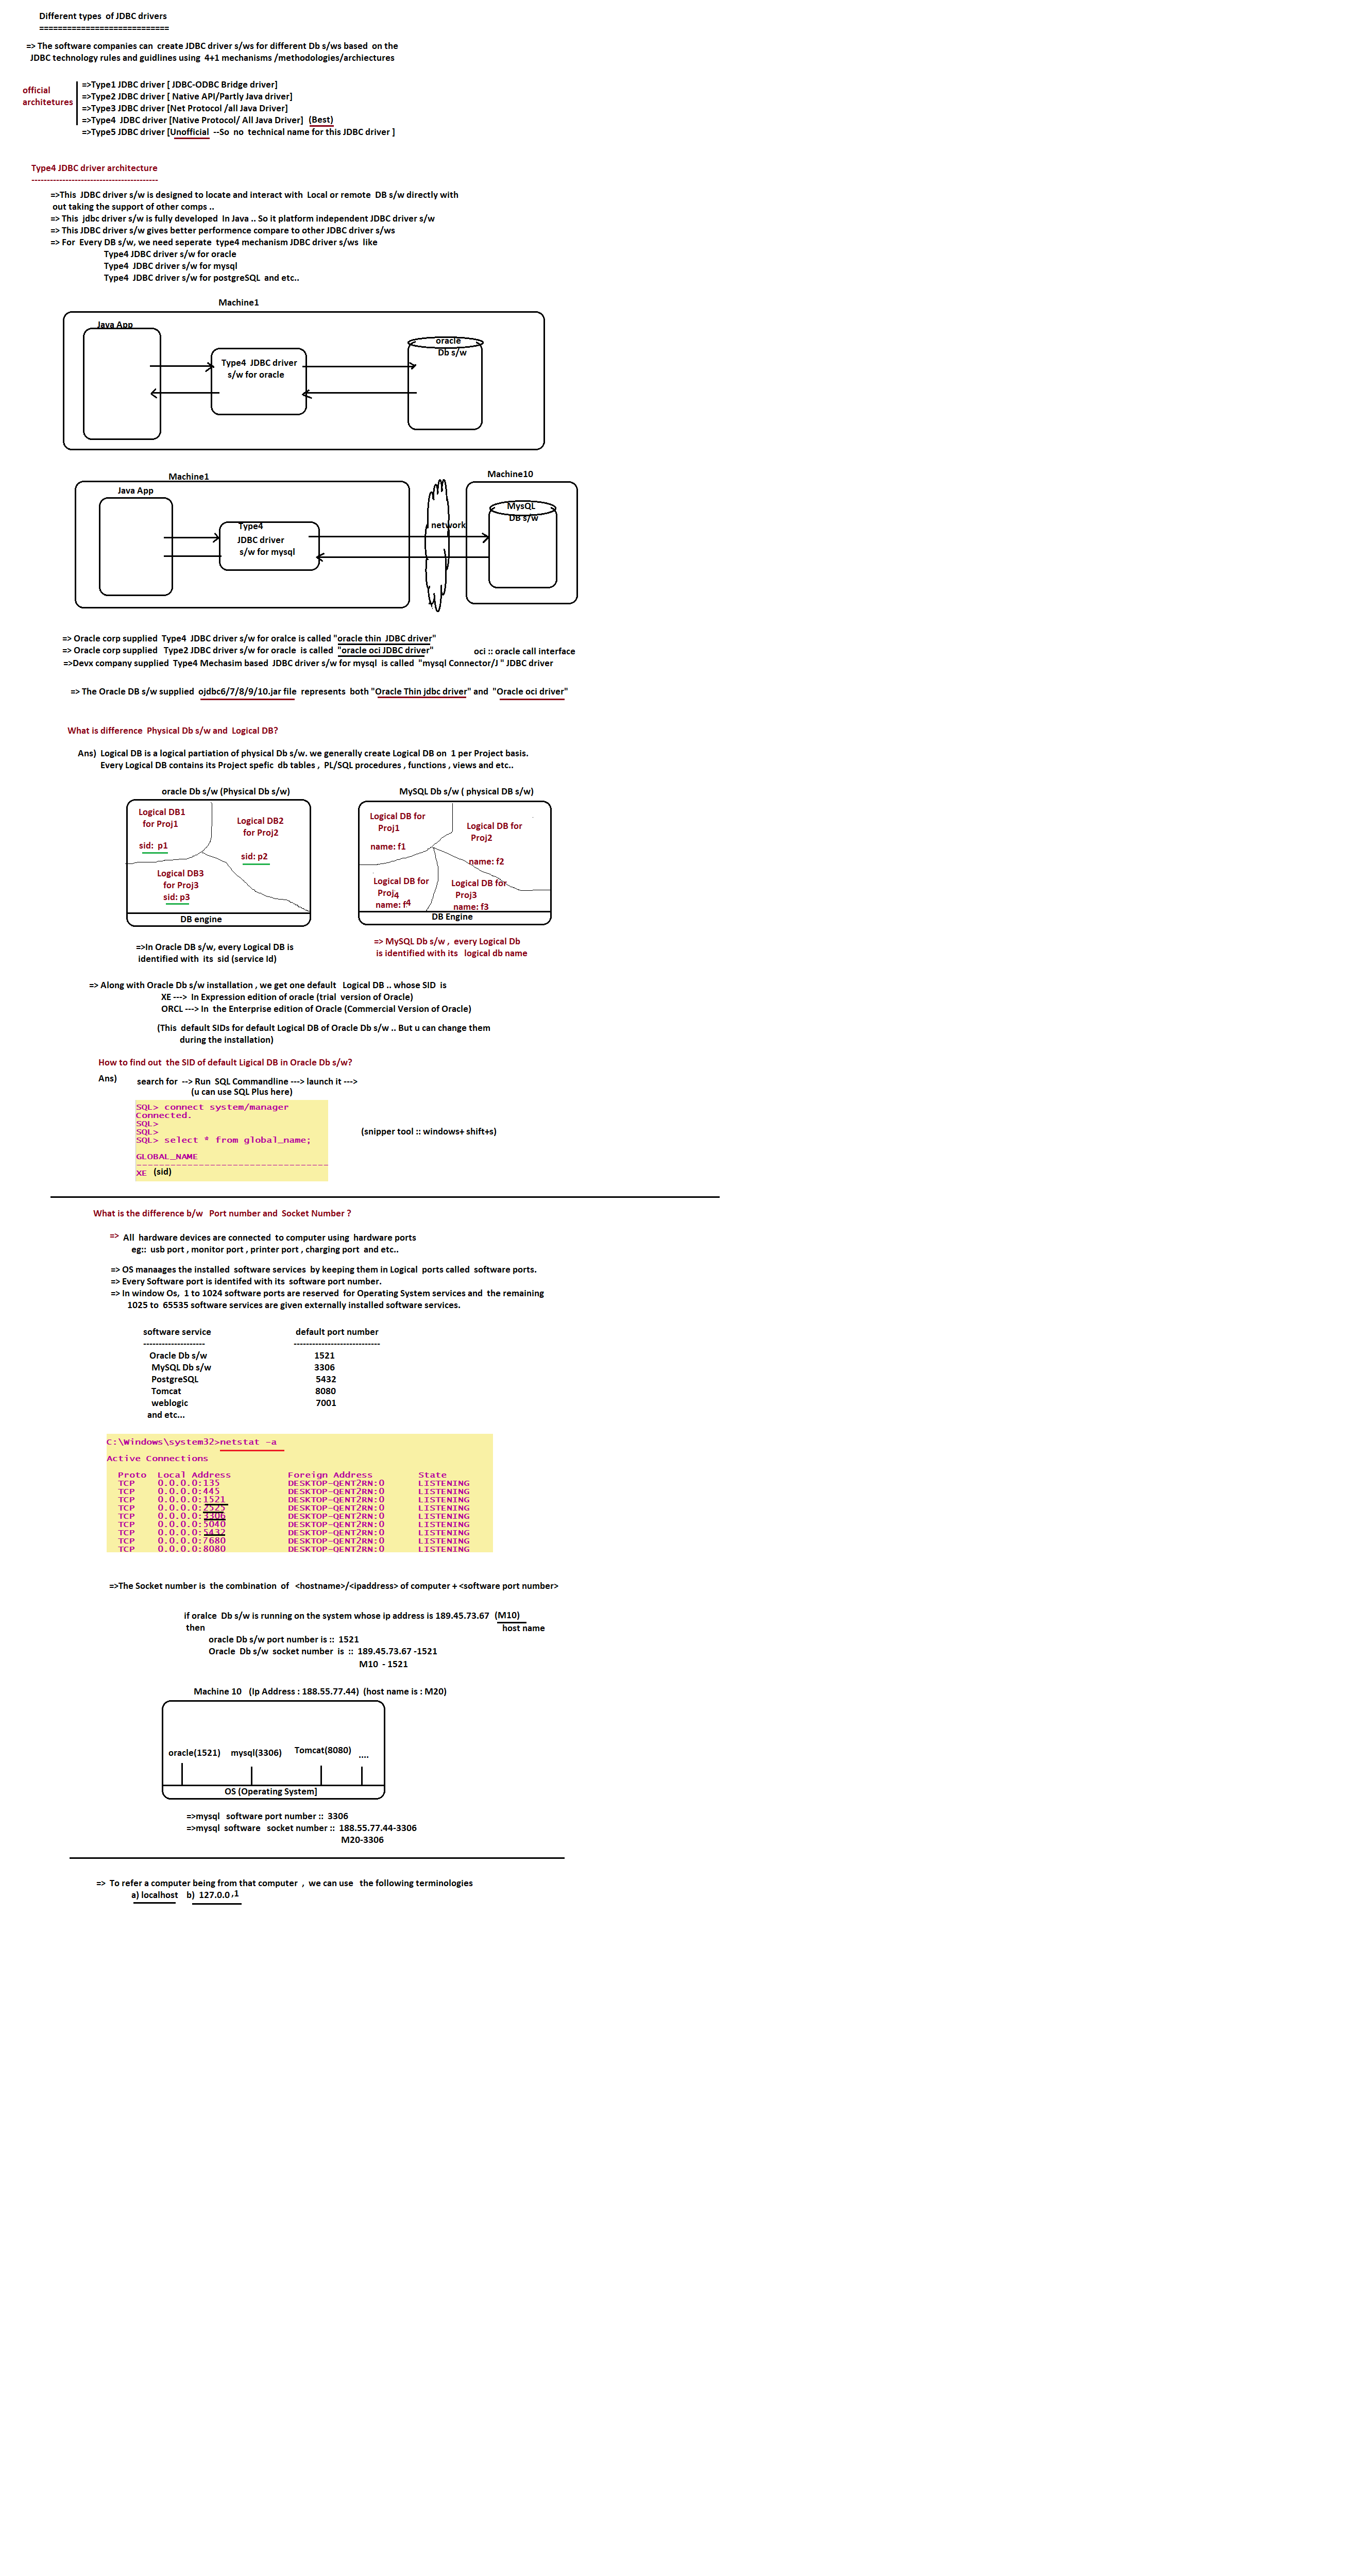 Different types of JDBC drivers
============================
=> The software companies can create JDBC driver s/ws for different Db s/ws based on the
JDBC technology rules and guidlines using 4+1 mechanisms /methodologies/archiectures
official
architetures
=>Type1 JDBC driver [ JDBC-ODBC Bridge driver]
=>Type2 JDBC driver [ Native API/Partly Java driver]
=>Type3 JDBC driver [Net Protocol /all Java Driver]
=>Type4 JDBC driver [Native Protocol/ All Java Driver] (Best)
=>Type5 JDBC driver [Unofficial --So no technical name for this JDBC driver ]
Type4 JDBC driver architecture
------------------------------------------
=>This JDBC driver s/w is designed to locate and interact with Local or remote DB s/w directly with
out taking the support of other comps ..
=> This jdbc driver s/w is fully developed In Java .. So it platform independent JDBC driver s/w
=> This JDBC driver s/w gives better performence compare to other JDBC driver s/ws
=> For Every DB s/w, we need seperate type4 mechanism JDBC driver s/ws like
Type4 JDBC driver s/w for oracle
Type4 JDBC driver s/w for mysql
Type4 JDBC driver s/w for postgreSQL and etc..
Machine1
Java App
Type4 JDBC driver
s/w for oracle
oracle
Db s/w
Machine1
Machine10
Java App
Type4
JDBC driver
s/w for mysql
network
MysQL
DB s/w
=> Oracle corp supplied Type4 JDBC driver s/w for oralce is called "oracle thin JDBC driver"
=> Oracle corp supplied Type2 JDBC driver s/w for oracle is called "oracle oci JDBC driver" oci :: oracle call interface
=>Devx company supplied Type4 Mechasim based JDBC driver s/w for mysql is called "mysql Connector/J " JDBC driver
=> The Oracle DB s/w supplied ojdbc6/7/8/9/10.jar file represents both "Oracle Thin jdbc driver" and "Oracle oci driver"
What is difference Physical Db s/w and Logical DB?
Ans) Logical DB is a logical partiation of physical Db s/w. we generally create Logical DB on 1 per Project basis.
Every Logical DB contains its Project spefic db tables , PL/SQL procedures , functions , views and etc..
oracle Db s/w (Physical Db s/w)
Logical DB1
for Proj1
sid: p1
Logical DB2
for Proj2
sid: p2
Logical DB3
for Proj3
sid: p3
DB engine
MySQL Db s/w ( physical DB s/w)
Logical DB for
Proj1
name: f1
Logical DB for
Proj2
name: f2
Logical DB for
Proj4
name: f4
Logical DB for
Proj3
name: f3
DB Engine
=>In Oracle DB s/w, every Logical DB is
identified with its sid (service Id)
=> MySQL Db s/w , every Logical Db
is identified with its logical db name
=> Along with Oracle Db s/w installation , we get one default Logical DB .. whose SID is
XE ---> In Expression edition of oracle (trial version of Oracle)
ORCL ---> In the Enterprise edition of Oracle (Commercial Version of Oracle)
(This default SIDs for default Logical DB of Oracle Db s/w .. But u can change them
during the installation)
How to find out the SID of default Ligical DB in Oracle Db s/w?
Ans) search for --> Run SQL Commandline ---> launch it --->
(u can use SQL Plus here)
SQL> connect system/manager
Connected.
SQL>
SQL>
SQL> select * from global_name;
(snipper tool :: windows+ shift+s)
GLOBAL_NAME
----------------------------------
XE (sid)
What is the difference b/w Port number and Socket Number ?
=> All hardware devices are connected to computer using hardware ports
eg:: usb port , monitor port , printer port , charging port and etc..
=> OS manaages the installed software services by keeping them in Logical ports called software ports.
=> Every Software port is identifed with its software port number.
=> In window Os, 1 to 1024 software ports are reserved for Operating System services and the remaining
1025 to 65535 software services are given externally installed software services.
software service default port number
-------------------- ----------------------------
Oracle Db s/w 1521
MySQL Db s/w 3306
PostgreSQL 5432
Tomcat 8080
weblogic 7001
and etc...
C:\Windows\system32>netstat -a
Active Connections
Proto Local Address Foreign Address State
TCP 0.0.0.0:135 DESKTOP-QENT2RN:0 LISTENING
TCP 0.0.0.0:445 DESKTOP-QENT2RN:0 LISTENING
TCP 0.0.0.0:1521 DESKTOP-QENT2RN:0 LISTENING
TCP 0.0.0.0:2525 DESKTOP-QENT2RN:0 LISTENING
TCP 0.0.0.0:3306 DESKTOP-QENT2RN:0 LISTENING
TCP 0.0.0.0:5040 DESKTOP-QENT2RN:0 LISTENING
TCP 0.0.0.0:5432 DESKTOP-QENT2RN:0 LISTENING
TCP 0.0.0.0:7680 DESKTOP-QENT2RN:0 LISTENING
TCP 0.0.0.0:8080 DESKTOP-QENT2RN:0 LISTENING
=>The Socket number is the combination of <hostname>/<ipaddress> of computer + <software port number>
if oralce Db s/w is running on the system whose ip address is 189.45.73.67 (M10)
then host name
oracle Db s/w port number is :: 1521
Oracle Db s/w socket number is :: 189.45.73.67 -1521
M10 - 1521
Machine 10 (Ip Address : 188.55.77.44) (host name is : M20)
oracle(1521) mysql(3306) Tomcat(8080) ....
OS (Operating System]
=>mysql software port number :: 3306
=>mysql software socket number :: 188.55.77.44-3306
M20-3306
=> To refer a computer being from that computer , we can use the following terminologies
a) localhost b) 127.0.0.1